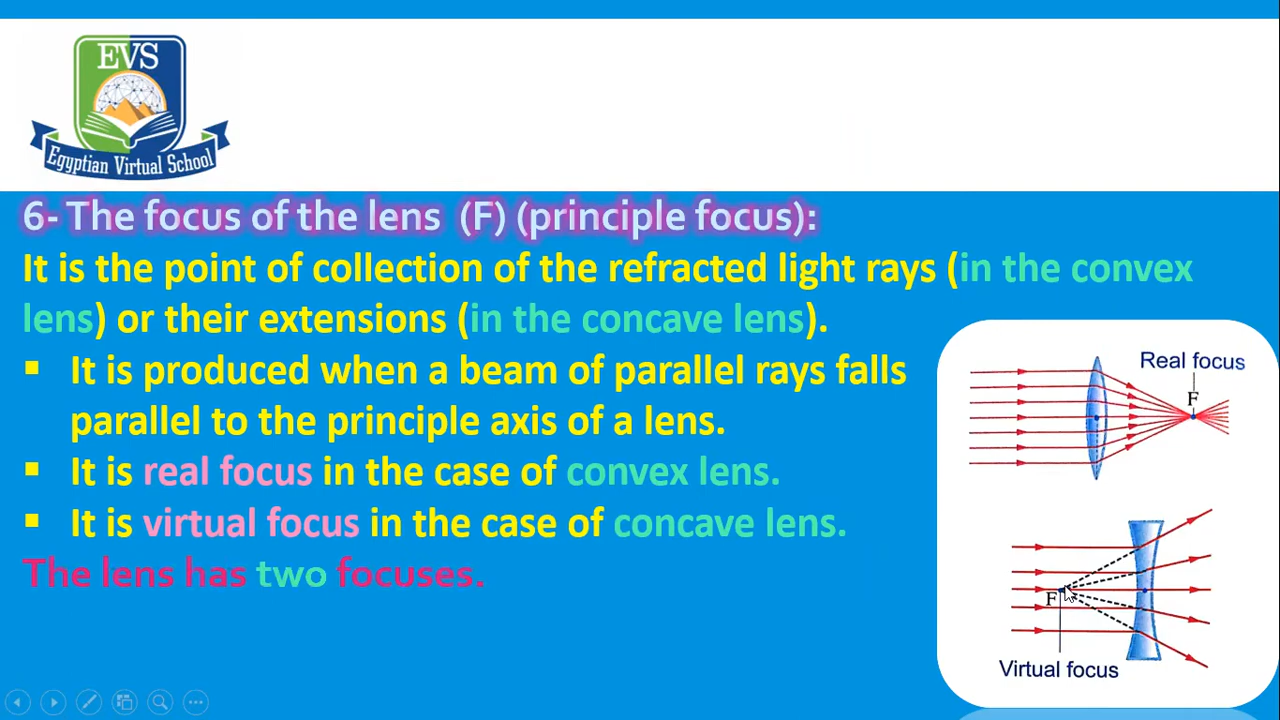 EVS
Egyptian Virtual School
6- The focus of the lens (F) (principle focus):
It is the point of collection of the refracted light rays (in the convex
lens) or their extensions (in the concave lens).
▪ It is produced when a beam of parallel rays falls
parallel to the principle axis of a lens.
▪ It is real focus in the case of convex lens.
▪ It is virtual focus in the case of concave lens.
The lens has two focuses.
Real focus
F
F
Virtual focus